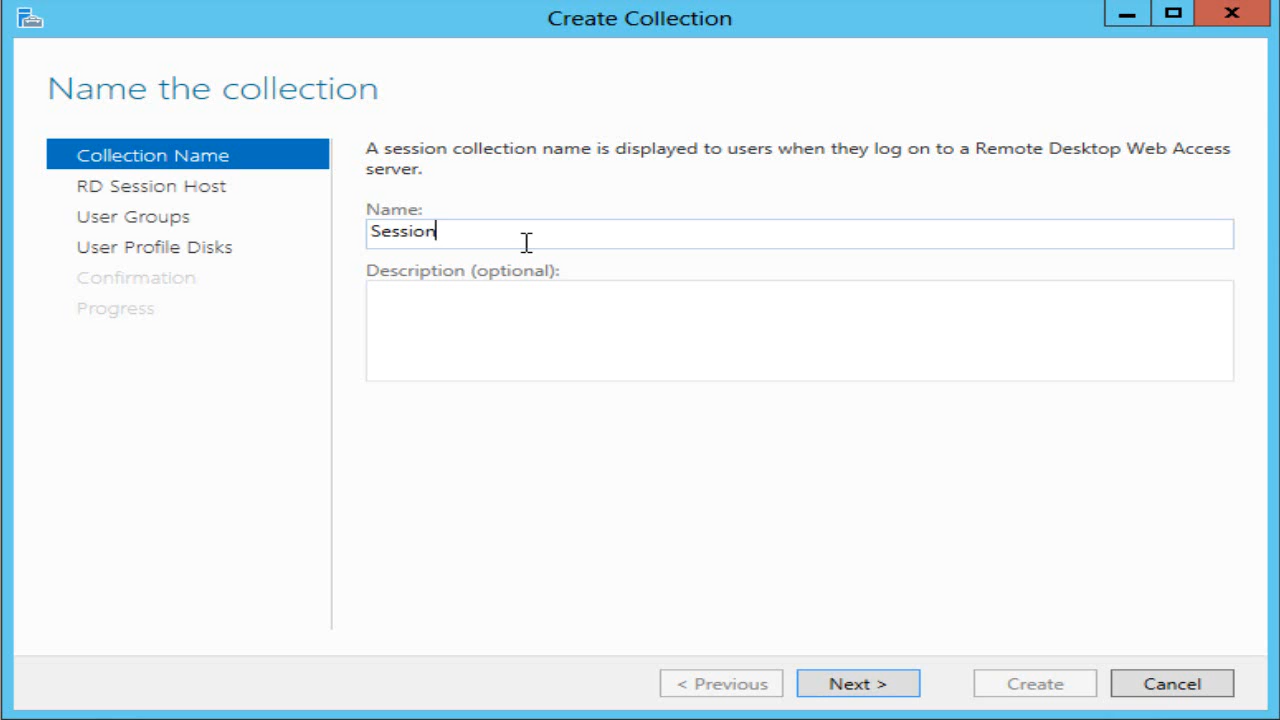 Create Collection
Name the collection
Collection Name
RD Session Host
User Groups
User Profile Disks
Confirmation
Progress
A session collection name is displayed to users when they log on to a Remote Desktop Web Access
server.
Name:
Session
Description (optional):
< Previous
Next >
Create
Cancel